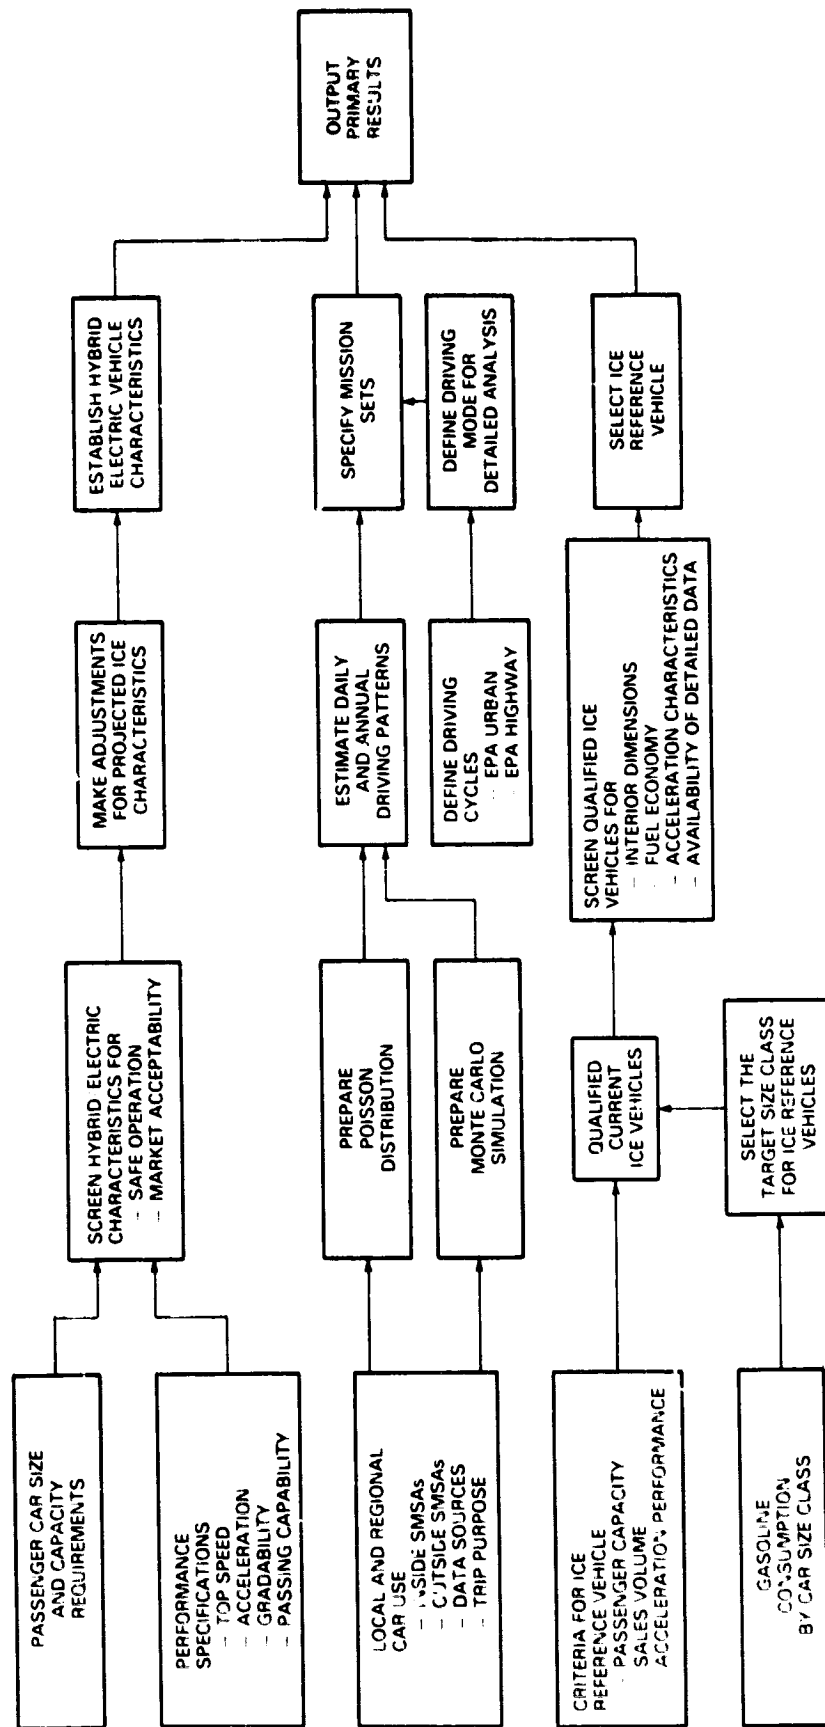 PASSENGER CAR SIZE
AND CAPACITY
REQUIREMENTS
PERFORMANCE
SPECIFICATIONS
– TOP SPEED
– ACCELERATION
– GRADABILITY
– PASSING CAPABILITY
SCREEN HYBRID ELECTRIC
CHARACTERISTICS FOR
– SAFE OPERATION
– MARKET ACCEPTABILITY
MAKE ADJUSTMENTS
FOR PROJECTED ICE
CHARACTERISTICS
ESTABLISH HYBRID
ELECTRIC VEHICLE
CHARACTERISTICS
LOCAL AND REGIONAL
CAR USE
– INSIDE SMSAs
– OUTSIDE SMSAs
– DATA SOURCES
– TRIP PURPOSE
PREPARE
POISSON
DISTRIBUTION
PREPARE
MONTE CARLO
SIMULATION
ESTIMATE DAILY
AND ANNUAL
DRIVING PATTERNS
DEFINE DRIVING
CYCLES
– EPA URBAN
– EPA HIGHWAY
SPECIFY MISSION
SETS
DEFINE DRIVING
MODE FOR
DETAILED ANALYSIS
OUTPUT
PRIMARY
RESULTS
CRITERIA FOR ICE
REFERENCE VEHICLE
– PASSENGER CAPACITY
SALES VOLUME
ACCELERATION PERFORMANCE
GASOLINE
CONSUMPTION
BY CAR SIZE CLASS
QUALIFIED
CURRENT
ICE VEHICLES
SELECT THE
TARGET SIZE CLASS
FOR ICE REFERENCE
VEHICLES
SCREEN QUALIFIED ICE
VEHICLES FOR
– INTERIOR DIMENSIONS
– FUEL ECONOMY
– ACCELERATION CHARACTERISTICS
– AVAILABILITY OF DETAILED DATA
SELECT ICE
REFERENCE
VEHICLE